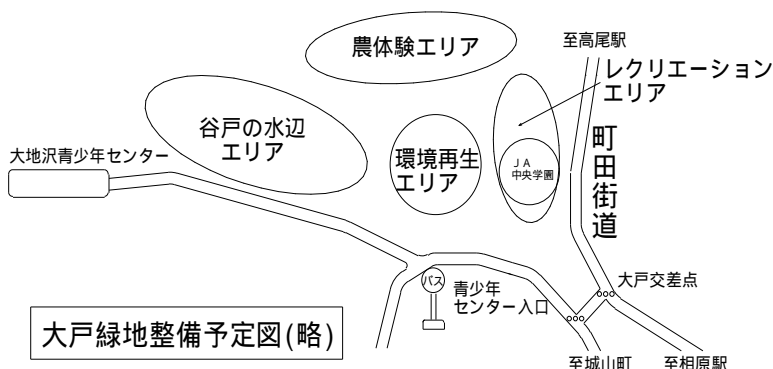 農体験エリア
至高尾駅
レクリエーション
エリア
谷戸の水辺
エリア
大地沢青少年センター
環境再生
エリア
JA
中央学園
町田街道
バス
青少年
センター入口
大戸交差点
大戸緑地整備予定図(略)
至城山町
至相原駅